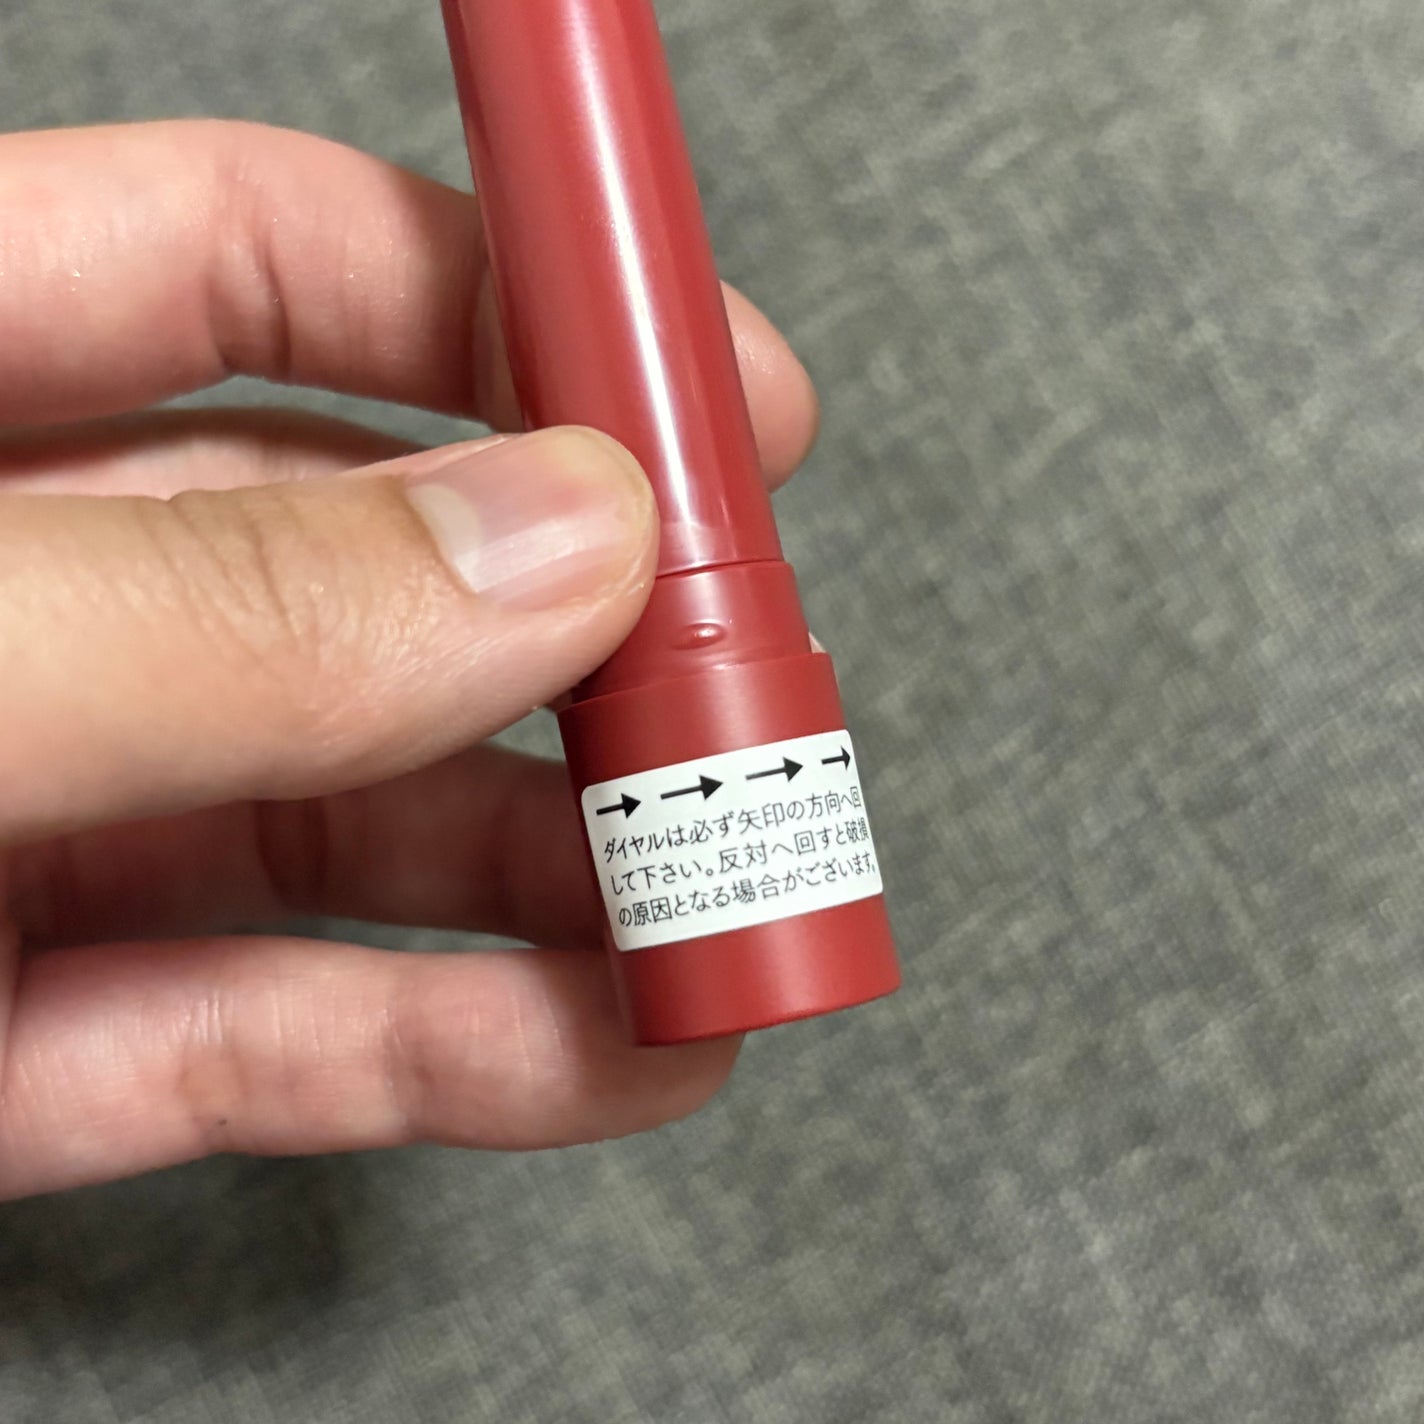 → → → →
ダイヤルは必ず矢印の方向へ回
して下さい。反対へ回すと破損
の原因となる場合がございます。